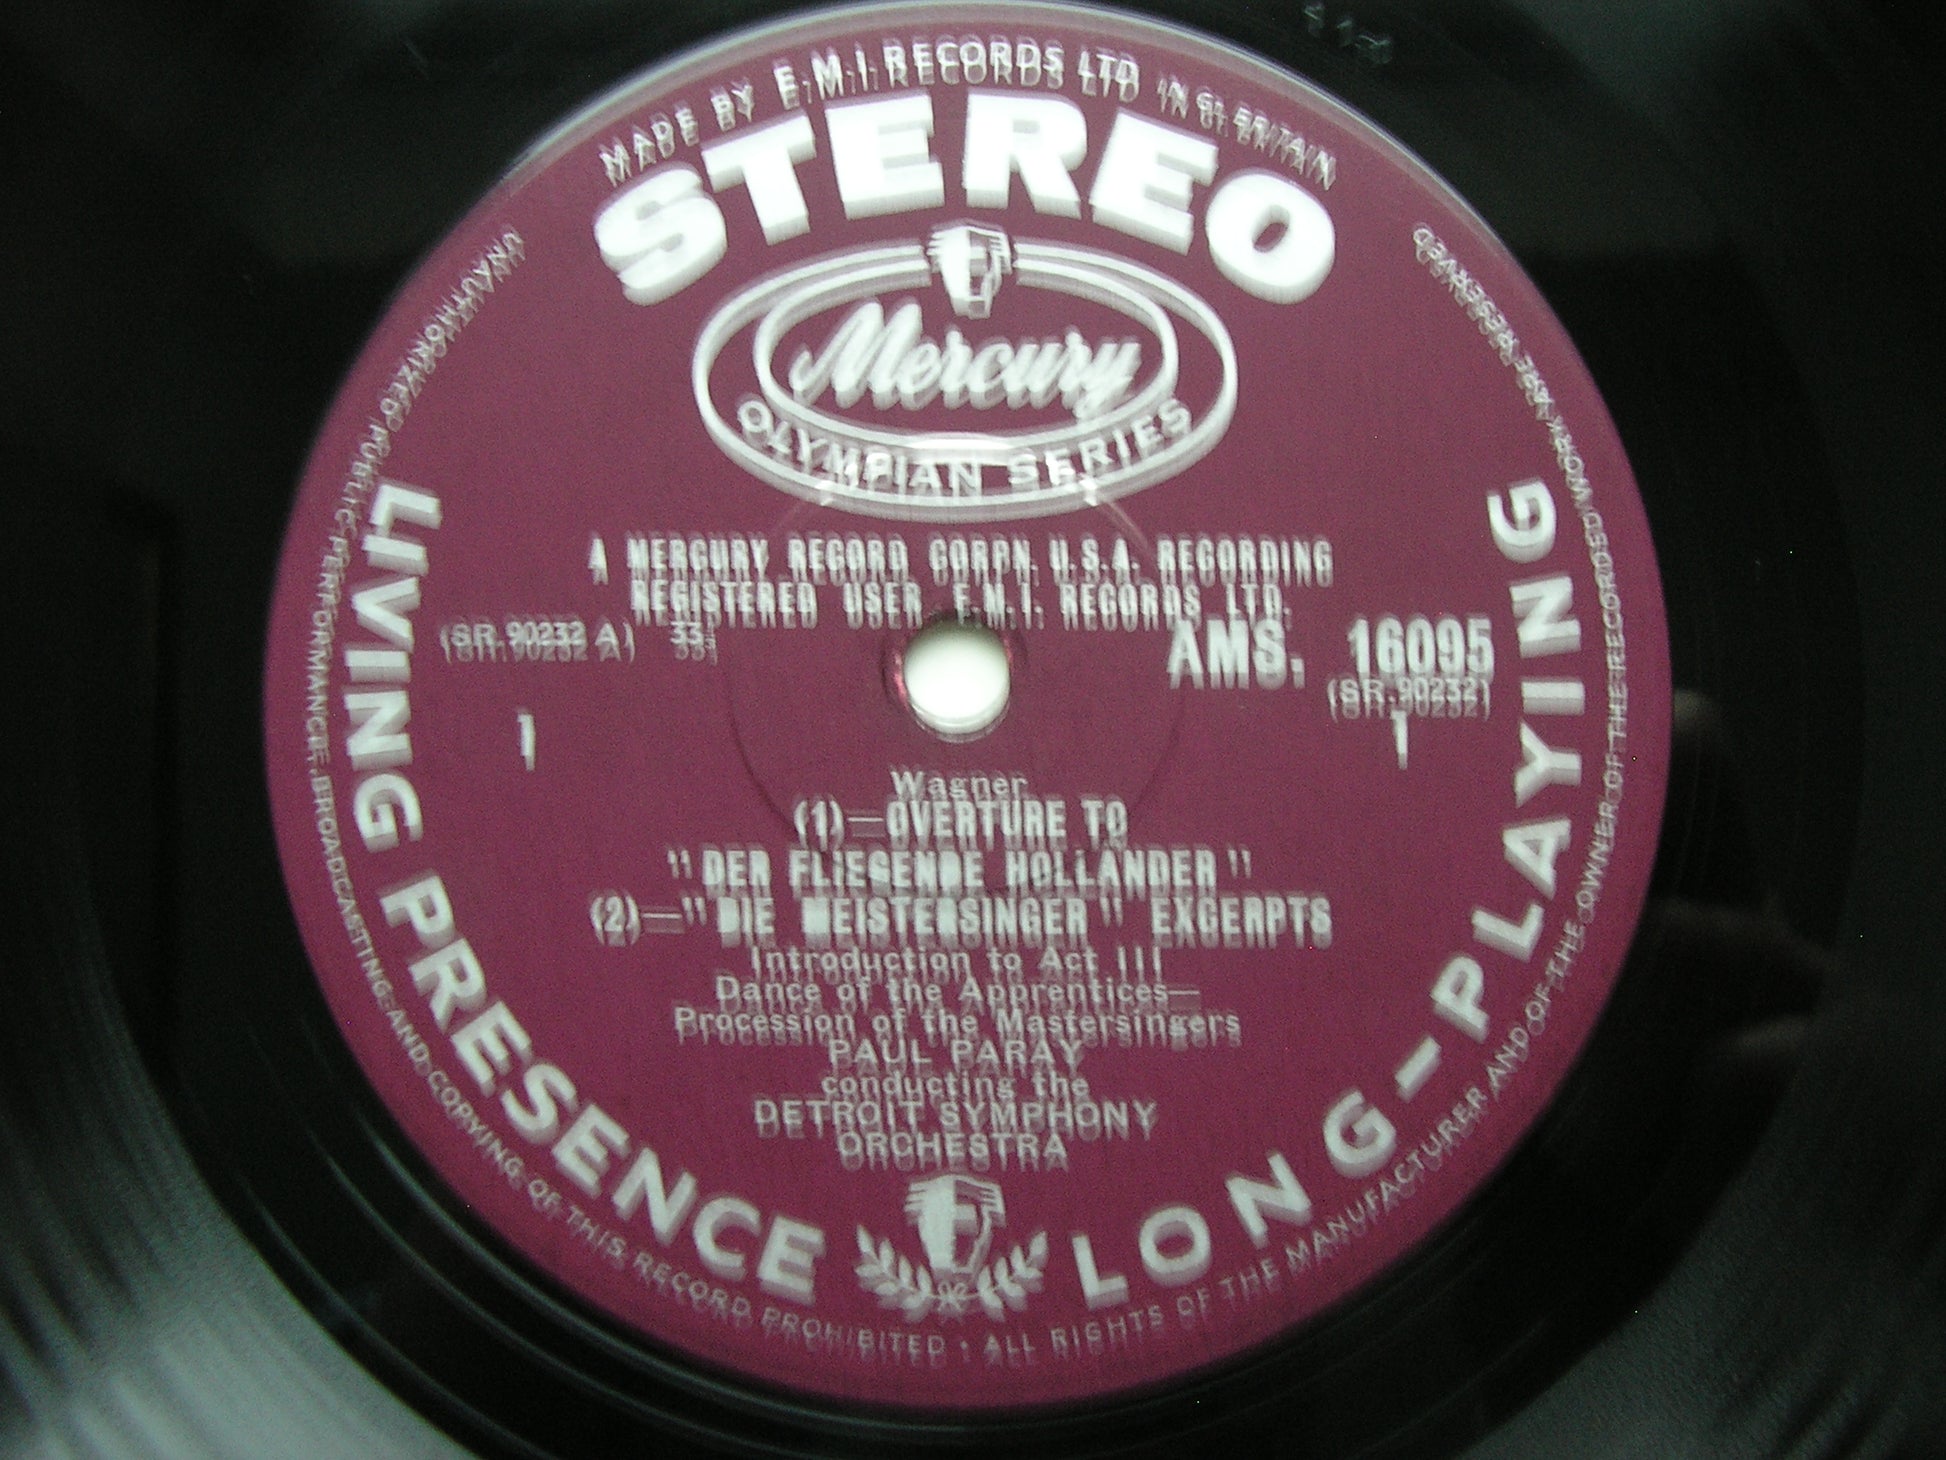 MADE BY E.M.I. RECORDS LTD IN GT. BRITAIN
STEREO
Mercury
OLYMPIAN SERIES
A MERCURY RECORD CORPN. U.S.A. RECORDING
REGISTERED USER E.M.I. RECORDS LTD.
(SR.90232 A) 33
AMS. 16095
(SR.90232)
1 1
Wagner
(1)—OVERTURE TO
"DER FLIEGENDE HOLLANDER"
(2)—"DIE MEISTERSINGER" EXCERPTS
Introduction to Act III
Dance of the Apprentices—
Procession of the Mastersingers
PAUL PARAY
conducting the
DETROIT SYMPHONY
ORCHESTRA
LIVING PRESENCE LONG-PLAYING
UNAUTHORIZED PUBLIC PERFORMANCE, BROADCASTING AND COPYING OF THIS RECORD PROHIBITED · ALL RIGHTS OF THE MANUFACTURER AND OF THE OWNER OF THE RECORDED WORK ARE RESERVED